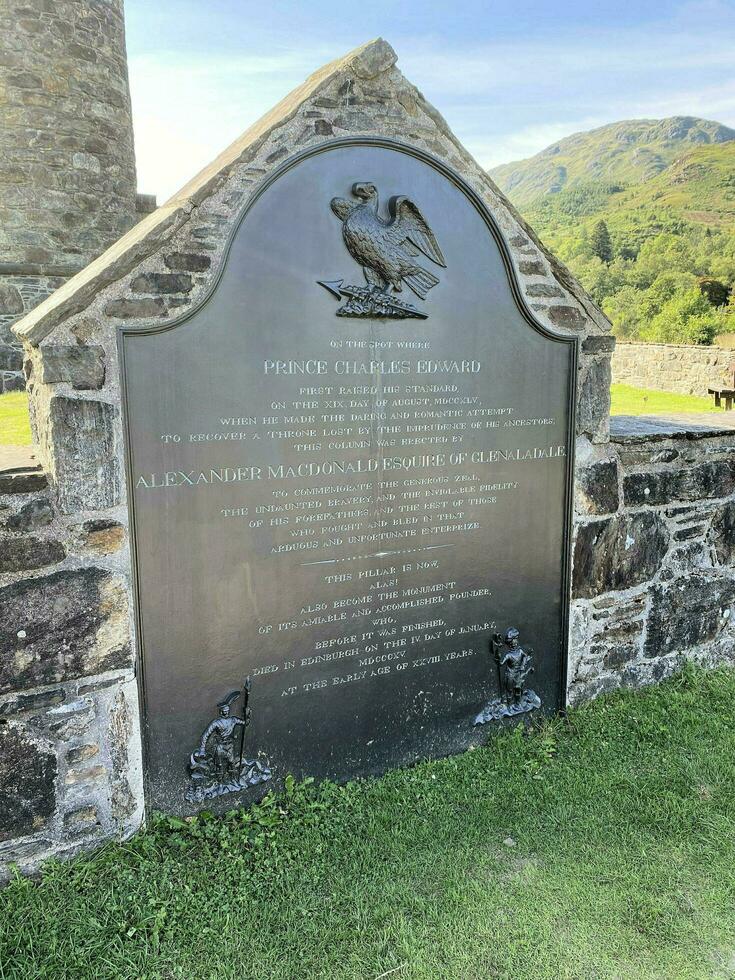 ON THE SPOT WHERE
PRINCE CHARLES EDWARD
FIRST RAISED HIS STANDARD,
ON THE XIX, DAY OF AUGUST, MDCCXLV,
WHEN HE MADE THE DARING AND ROMANTIC ATTEMPT
TO RECOVER A THRONE LOST BY THE IMPRUDENCE OF HIS ANCESTORS,
THIS COLUMN WAS ERECTED BY
ALEXANDER MACDONALD ESQUIRE OF GLENALADALE
TO COMMEMORATE THE GENEROUS ZEAL,
THE UNDAUNTED BRAVERY, AND THE INVIOLABLE FIDELITY
OF HIS FOREFATHERS, AND THE REST OF THOSE
WHO FOUGHT AND BLED IN THAT
ARDUOUS AND UNFORTUNATE ENTERPRIZE.
THIS PILLAR IS NOW,
ALAS!
ALSO BECOME THE MONUMENT
OF ITS AMIABLE AND ACCOMPLISHED FOUNDER,
WHO,
BEFORE IT WAS FINISHED,
DIED IN EDINBURGH ON THE IV, DAY OF JANUARY,
MDCCCXV.
AT THE EARLY AGE OF XXVIII, YEARS.